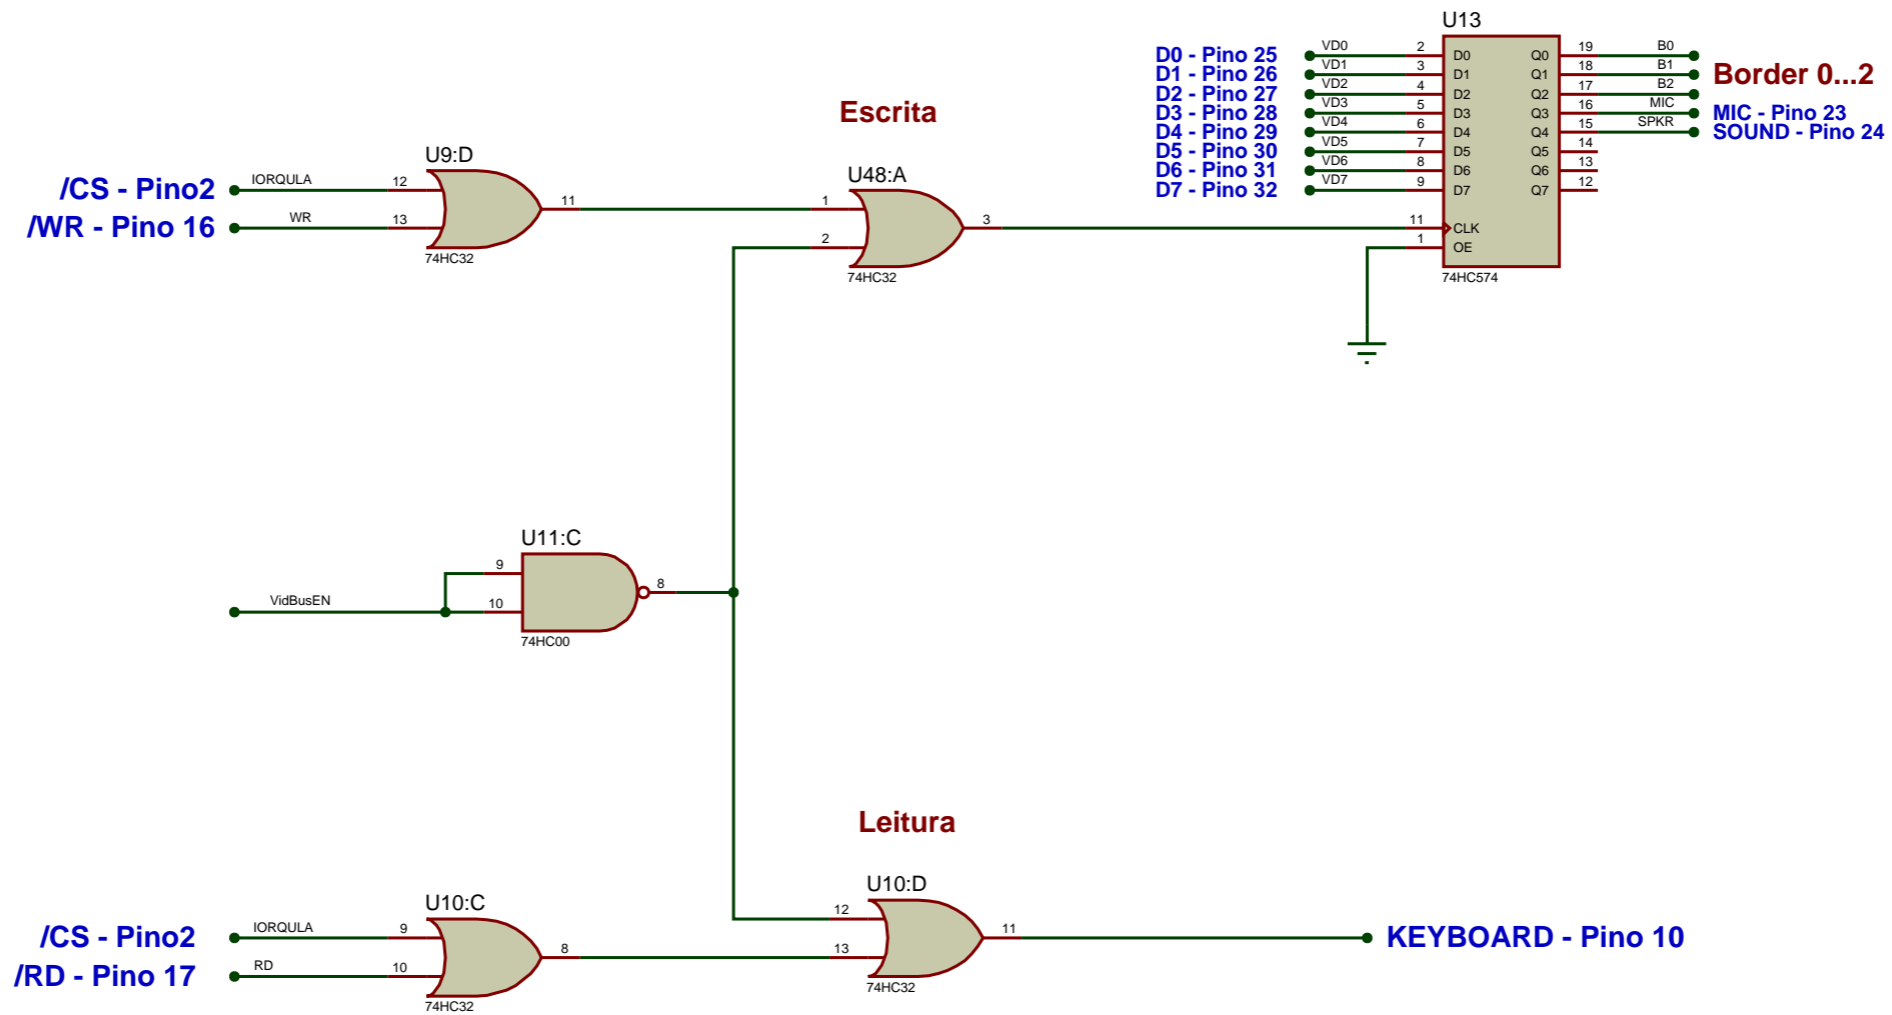 U13
D0 - Pino 25 VD0 2 D0 Q0 19 B0
D1 - Pino 26 VD1 3 D1 Q1 18 B1
D2 - Pino 27 VD2 4 D2 Q2 17 B2
Border 0...2
D3 - Pino 28 VD3 5 D3 Q3 16 MIC MIC - Pino 23
D4 - Pino 29 VD4 6 D4 Q4 15 SPKR SOUND - Pino 24
D5 - Pino 30 VD5 7 D5 Q5 14
D6 - Pino 31 VD6 8 D6 Q6 13
D7 - Pino 32 VD7 9 D7 Q7 12
11 CLK
1 OE
74HC574
Escrita
U9:D
/CS - Pino2 IORQULA 12
/WR - Pino 16 WR 13
11
74HC32
U48:A
1
2
3
74HC32
U11:C
9
VidBusEN 10
8
74HC00
Leitura
U10:C
/CS - Pino2 IORQULA 9
/RD - Pino 17 RD 10
8
74HC32
U10:D
12
13
11
74HC32
KEYBOARD - Pino 10